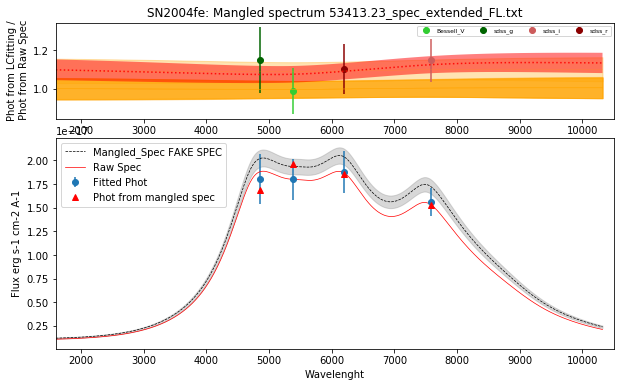 SN2004fe: Mangled spectrum 53413.23_spec_extended_FL.txt
Phot from LCfitting /
Phot from Raw Spec
1.2
1.0
Bessell_V
sdss_g
sdss_i
sdss_r
2000 3000 4000 5000 6000 7000 8000 9000 10000
1e−17
Mangled_Spec FAKE SPEC
Raw Spec
Fitted Phot
Phot from mangled spec
Flux erg s-1 cm-2 A-1
2.00
1.75
1.50
1.25
1.00
0.75
0.50
0.25
2000 3000 4000 5000 6000 7000 8000 9000 10000
Wavelenght